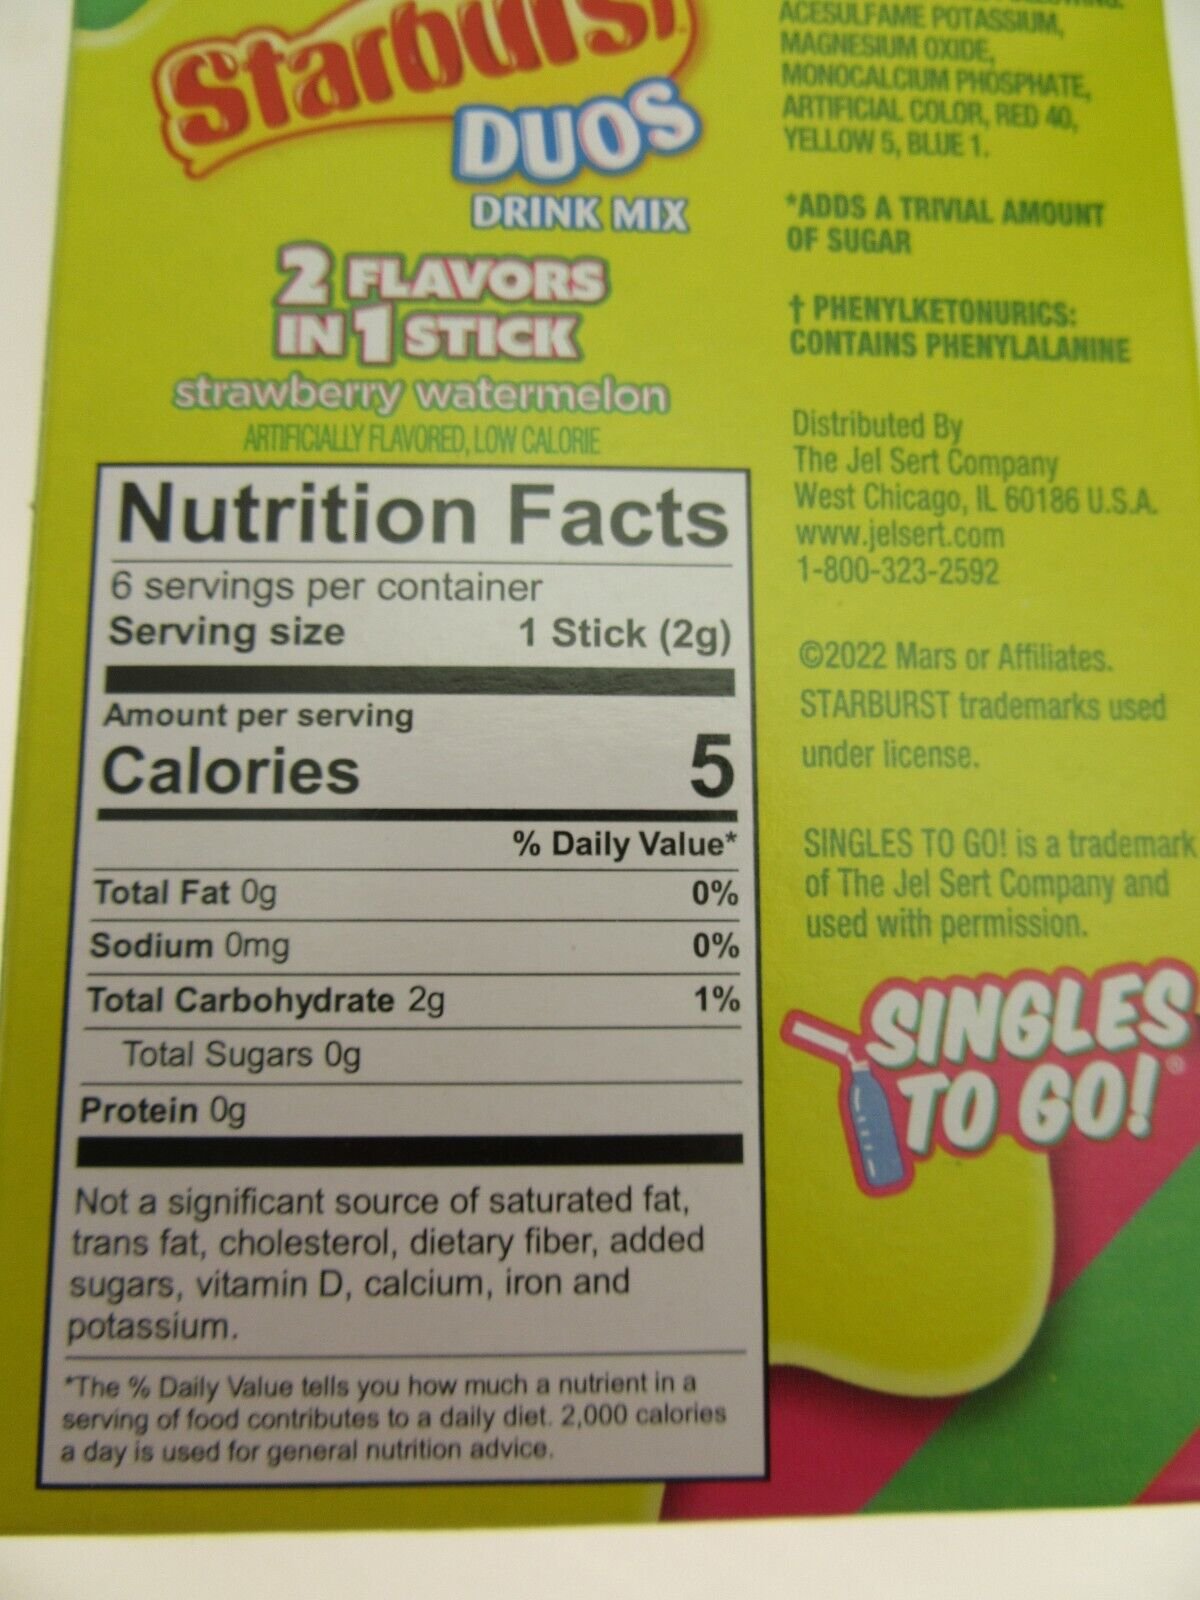 Starburst
DUOS
DRINK MIX
2 FLAVORS
IN 1 STICK
strawberry watermelon
ARTIFICIALLY FLAVORED, LOW CALORIE
Nutrition Facts
6 servings per container
Serving size 1 Stick (2g)
Amount per serving
Calories 5
% Daily Value*
Total Fat 0g 0%
Sodium 0mg 0%
Total Carbohydrate 2g 1%
Total Sugars 0g
Protein 0g
Not a significant source of saturated fat,
trans fat, cholesterol, dietary fiber, added
sugars, vitamin D, calcium, iron and
potassium.
*The % Daily Value tells you how much a nutrient in a
serving of food contributes to a daily diet. 2,000 calories
a day is used for general nutrition advice.
ACESULFAME POTASSIUM,
MAGNESIUM OXIDE,
MONOCALCIUM PHOSPHATE,
ARTIFICIAL COLOR, RED 40,
YELLOW 5, BLUE 1.
*ADDS A TRIVIAL AMOUNT
OF SUGAR
† PHENYLKETONURICS:
CONTAINS PHENYLALANINE
Distributed By
The Jel Sert Company
West Chicago, IL 60186 U.S.A.
www.jelsert.com
1-800-323-2592
©2022 Mars or Affiliates.
STARBURST trademarks used
under license.
SINGLES TO GO! is a trademark
of The Jel Sert Company and
used with permission.
SINGLES
TO GO!®